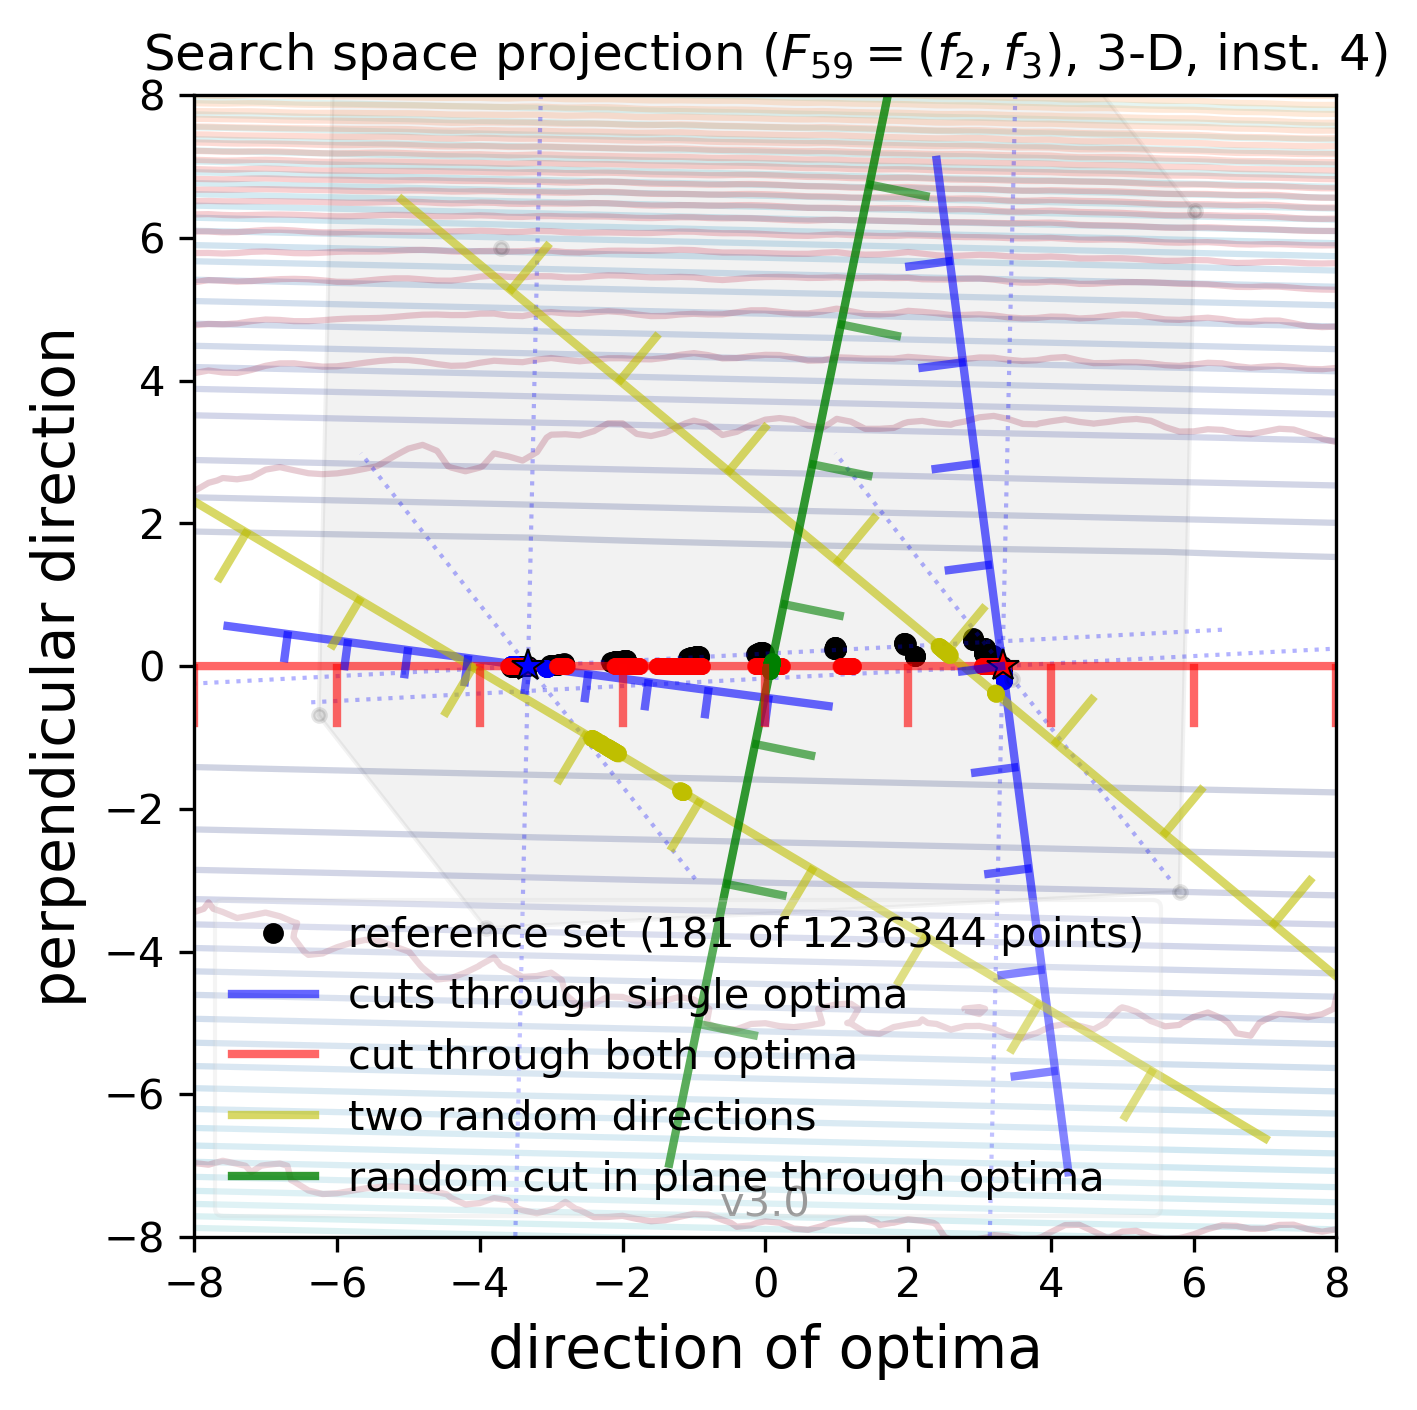 Search space projection (F59 = (f2, f3), 3-D, inst. 4)
perpendicular direction
8
6
4
2
0
−2
−4
−6
−8
reference set (181 of 1236344 points)
cuts through single optima
cut through both optima
two random directions
random cut in plane through optima
v3.0
−8 −6 −4 −2 0 2 4 6 8
direction of optima